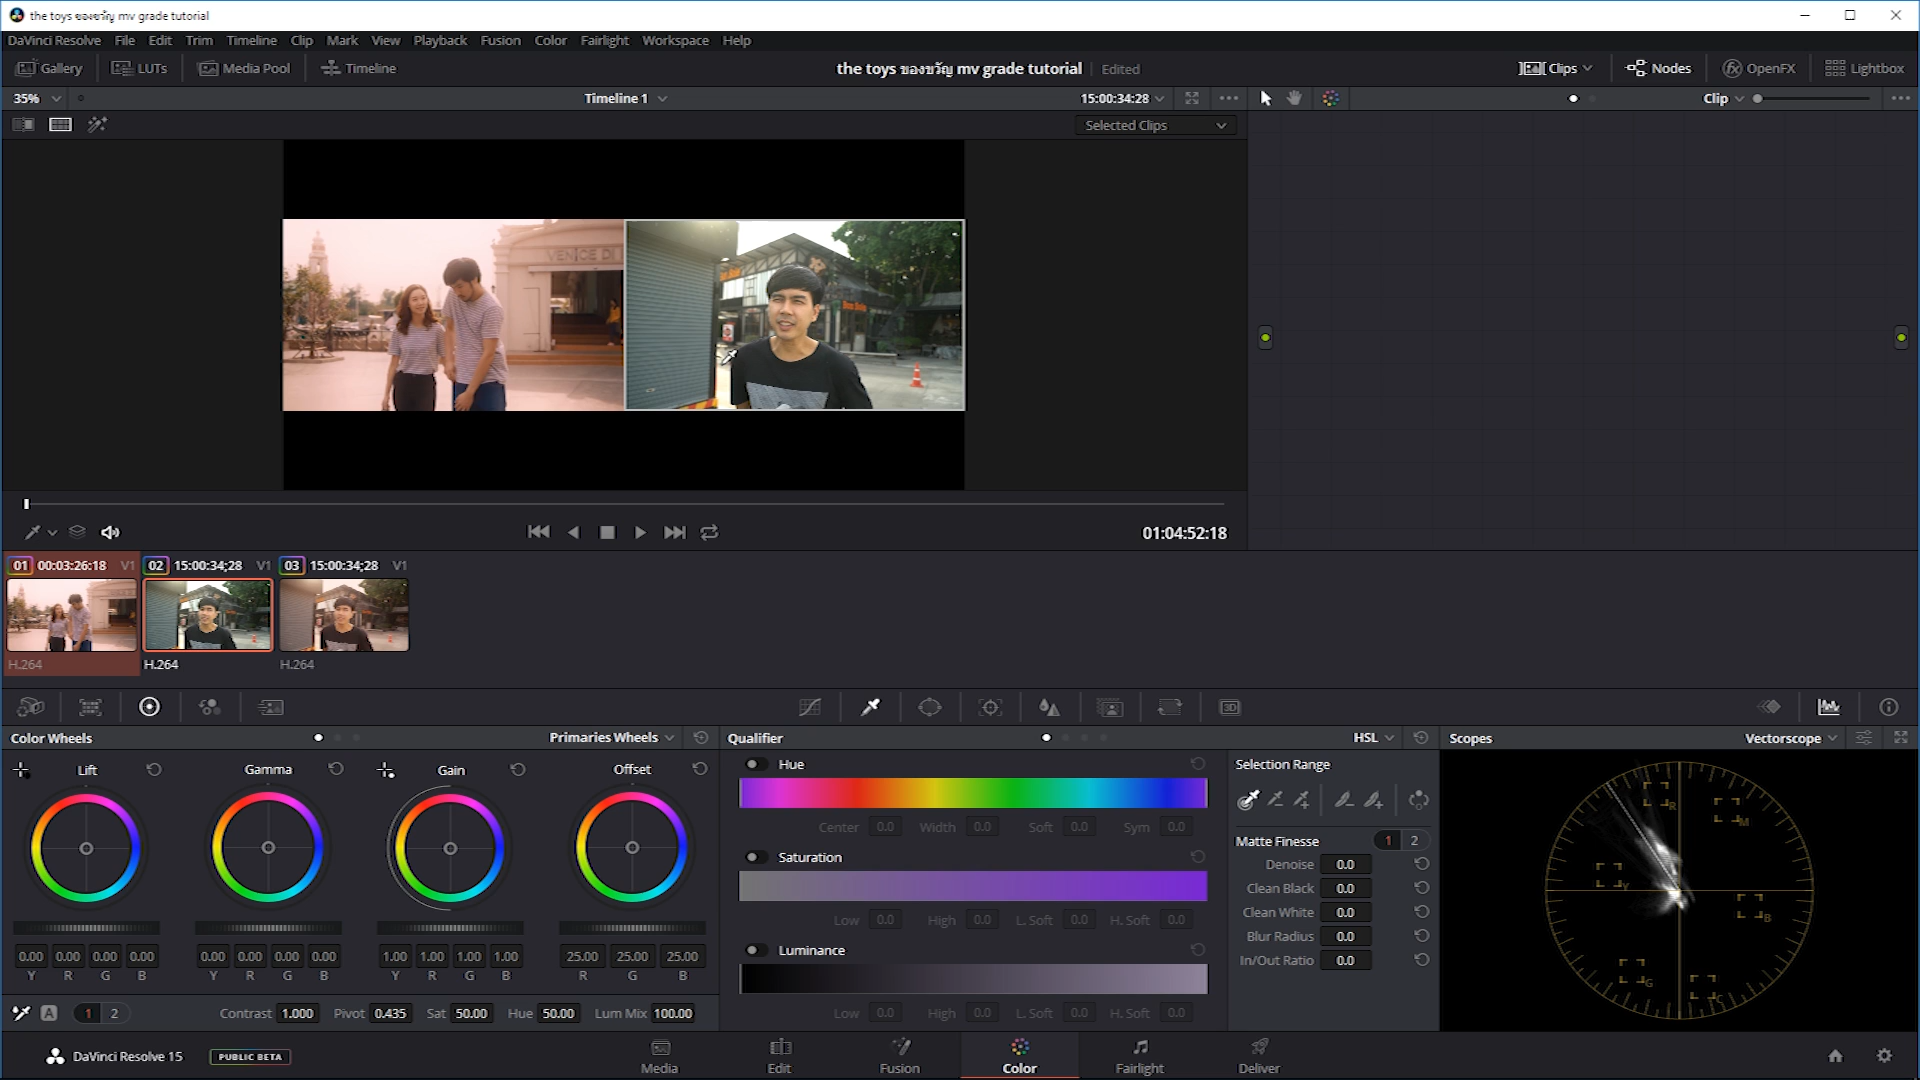 the toys ของขวัญ mv grade tutorial
DaVinci Resolve File Edit Trim Timeline Clip Mark View Playback Fusion Color Fairlight Workspace Help
Gallery LUTs Media Pool Timeline the toys ของขวัญ mv grade tutorial Edited Clips Nodes OpenFX Lightbox
35% Timeline 1 15:00:34:28 Clip
Selected Clips
VENICE DI
01:04:52:18
01 00:03:26:18 V1 02 15:00:34;28 V1 03 15:00:34;28 V1
H.264 H.264 H.264
3D
Color Wheels Primaries Wheels Qualifier HSL Scopes Vectorscope
Lift Gamma Gain Offset
0.00 0.00 0.00 0.00 0.00 0.00 0.00 0.00 1.00 1.00 1.00 1.00 25.00 25.00 25.00
Y R G B Y R G B Y R G B R G B
A 1 2 Contrast 1.000 Pivot 0.435 Sat 50.00 Hue 50.00 Lum Mix 100.00
Hue
Center 0.0 Width 0.0 Soft 0.0 Sym 0.0
Saturation
Low 0.0 High 0.0 L. Soft 0.0 H. Soft 0.0
Luminance
Low 0.0 High 0.0 L. Soft 0.0 H. Soft 0.0
Selection Range
Matte Finesse 1 2
Denoise 0.0
Clean Black 0.0
Clean White 0.0
Blur Radius 0.0
In/Out Ratio 0.0
R M
Y B
G C
DaVinci Resolve 15 PUBLIC BETA Media Edit Fusion Color Fairlight Deliver